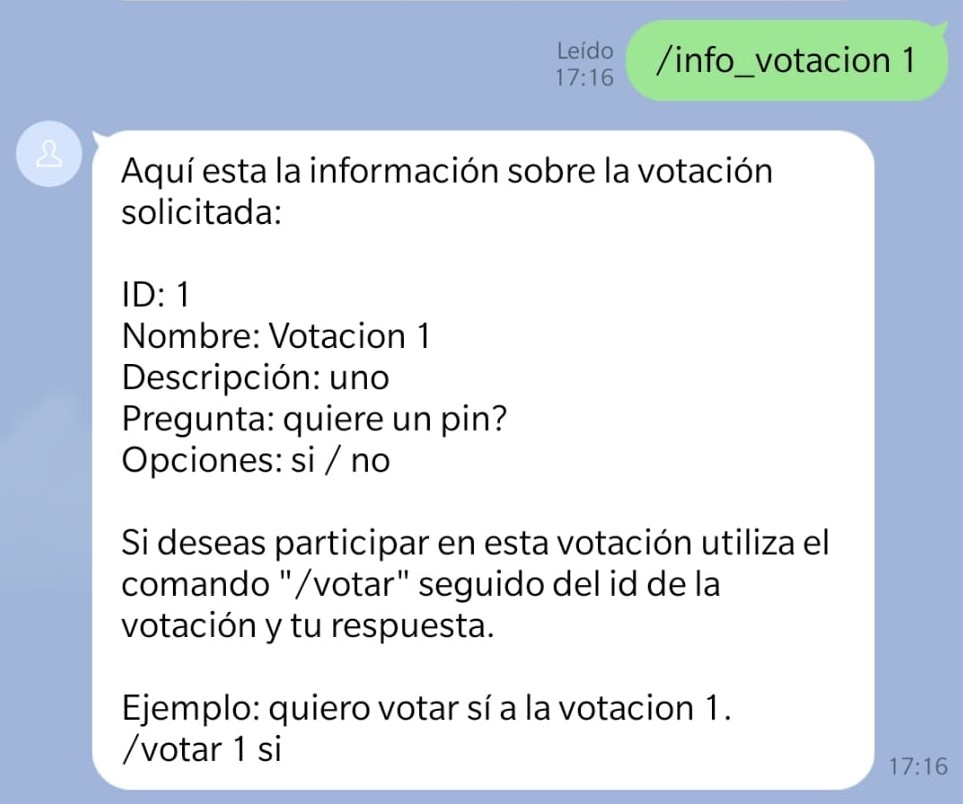 Leído
17:16
/info_votacion 1
Aquí esta la información sobre la votación
solicitada:
ID: 1
Nombre: Votacion 1
Descripción: uno
Pregunta: quiere un pin?
Opciones: si / no
Si deseas participar en esta votación utiliza el
comando "/votar" seguido del id de la
votación y tu respuesta.
Ejemplo: quiero votar sí a la votacion 1.
/votar 1 si
17:16